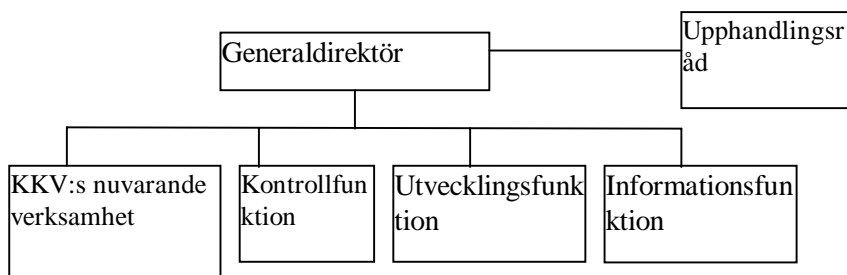 Generaldirektör
Upphandlingsr
åd
KKV:s nuvarande
verksamhet
Kontrollfun
ktion
Utvecklingsfunk
tion
Informationsfun
ktion